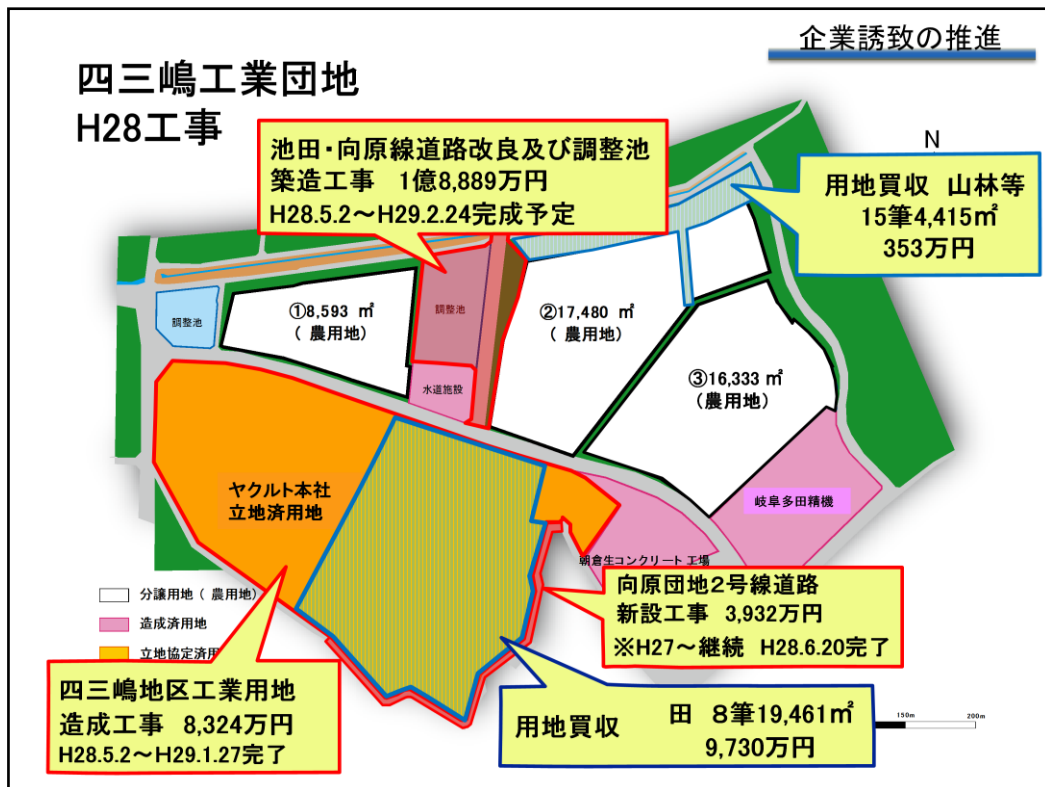 企業誘致の推進
四三嶋工業団地
H28工事
池田・向原線道路改良及び調整池
築造工事 1億8,889万円
H28.5.2～H29.2.24完成予定
N
用地買収 山林等
15筆4,415㎡
353万円
調整池
①8,593 ㎡
( 農用地)
調整池
水道施設
②17,480 ㎡
( 農用地)
③16,333 ㎡
(農用地)
ヤクルト本社
立地済用地
岐阜多田精機
朝倉生コンクリート 工場
分譲用地 ( 農用地)
造成済用地
立地協定済用
向原団地2号線道路
新設工事 3,932万円
※H27～継続 H28.6.20完了
四三嶋地区工業用地
造成工事 8,324万円
H28.5.2～H29.1.27完了
用地買収 田 8筆19,461㎡
9,730万円
150m
200m